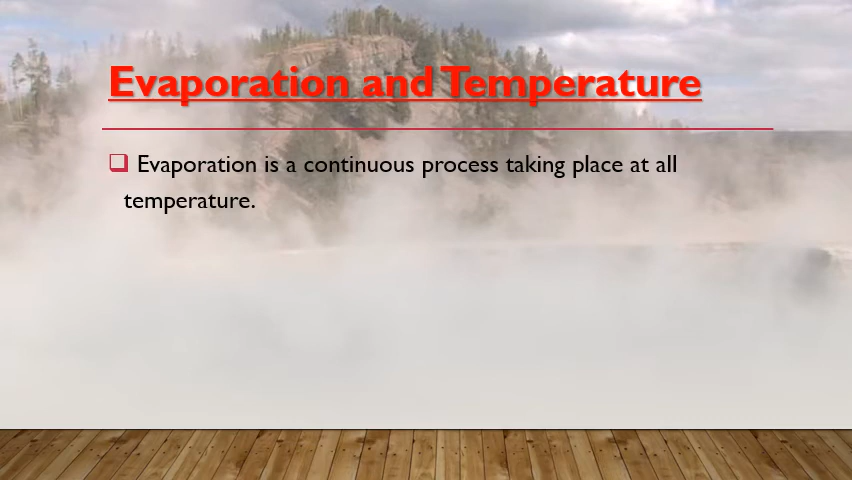 Evaporation and Temperature
Evaporation is a continuous process taking place at all
temperature.